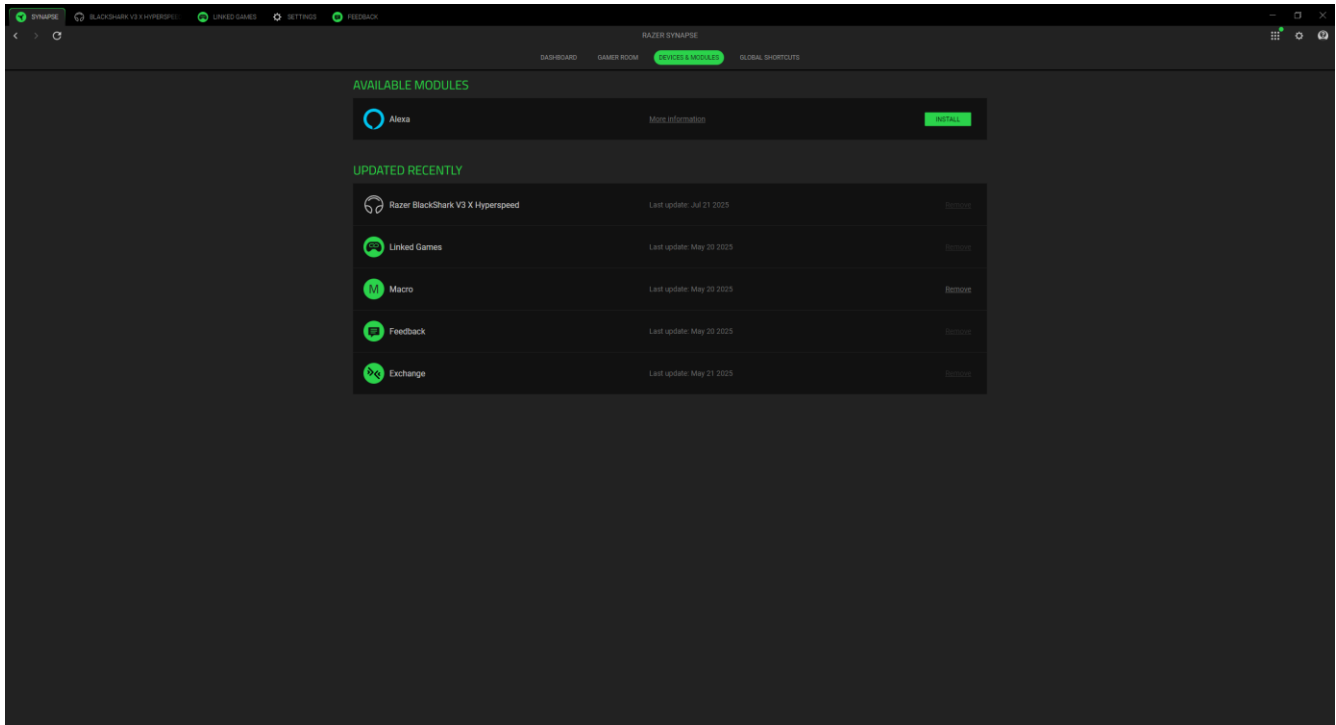 SYNAPSE BLACKSHARK V3 X HYPERSPEE LINKED GAMES SETTINGS FEEDBACK
RAZER SYNAPSE
DASHBOARD GAMER ROOM DEVICES & MODULES GLOBAL SHORTCUTS
AVAILABLE MODULES
Alexa More information INSTALL
UPDATED RECENTLY
Razer BlackShark V3 X Hyperspeed Last update: Jul 21 2025 Remove
Linked Games Last update: May 20 2025 Remove
M Macro Last update: May 20 2025 Remove
Feedback Last update: May 20 2025 Remove
Exchange Last update: May 21 2025 Remove